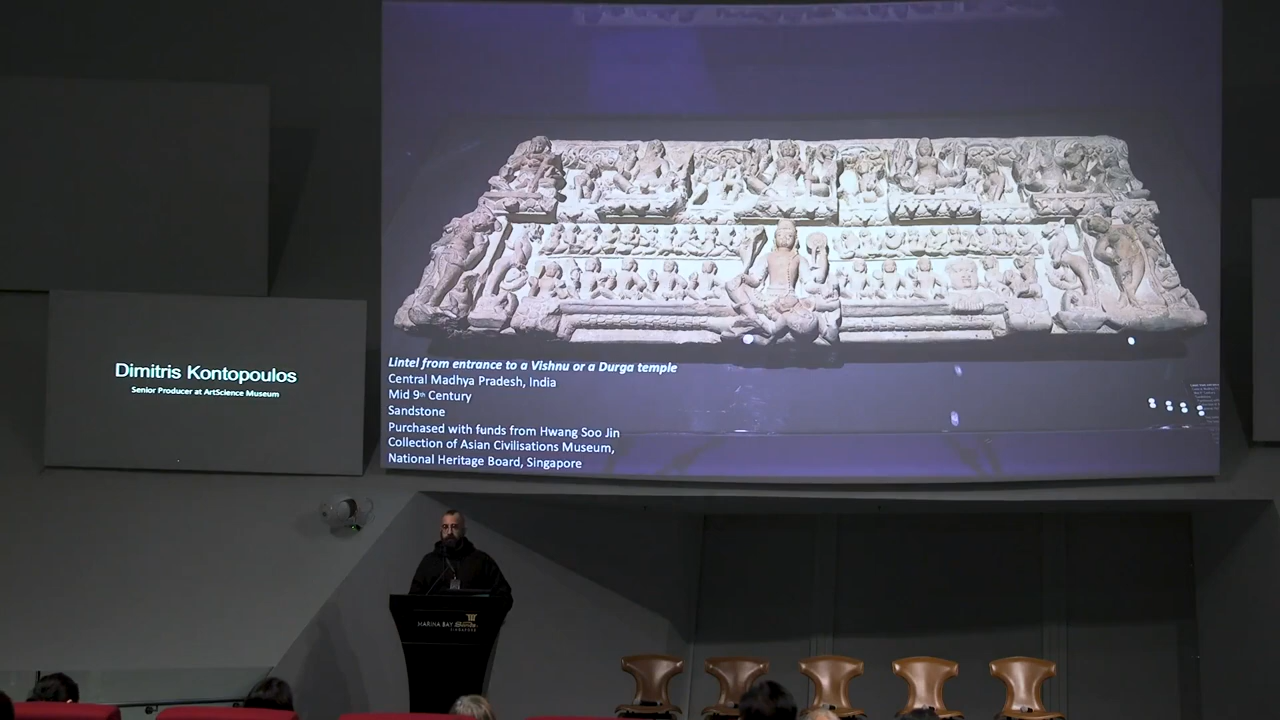 Dimitris Kontopoulos
Senior Producer at ArtScience Museum
Lintel from entrance to a Vishnu or a Durga temple
Central Madhya Pradesh, India
Mid 9th Century
Sandstone
Purchased with funds from Hwang Soo Jin
Collection of Asian Civilisations Museum,
National Heritage Board, Singapore
MARINA BAY Sands
SINGAPORE